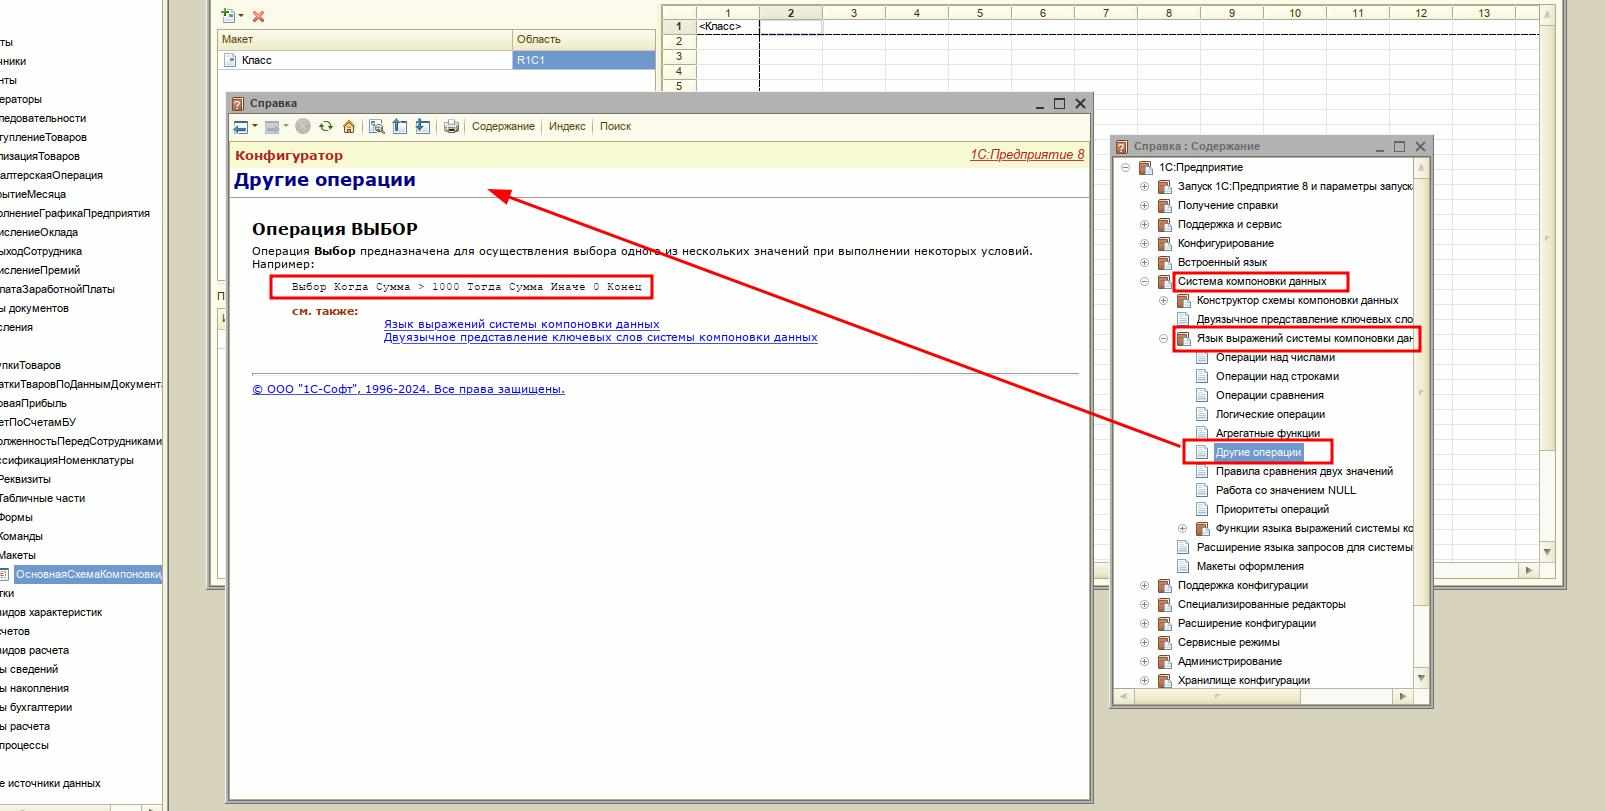 ты
чники
нты
ераторы
ледовательности
туплениеТоваров
лизацияТоваров
галтерскаяОперация
рытиеМесяца
олнениеГрафикаПредприятия
исленияОклада
ыходСотрудника
ислениеПремий
латаЗаработнойПлаты
ы документов
сления
упкиТоваров
аткиТваровПоДаннымДокумента
оваяПрибыль
етПоСчетамБУ
олженностьПередСотрудниками
ссификацияНоменклатуры
Реквизиты
Табличные части
Формы
Команды
Макеты
ОсновнаяСхемаКомпоновки
тки
видов характеристик
счетов
видов расчета
ы сведений
ы накопления
ы бухгалтерии
ы расчета
процессы
е источники данных
Макет Область
Класс R1C1
П
1 2 3 4 5 6 7 8 9 10 11 12 13
1 <Класс>
2
3
4
5
Справка
Содержание Индекс Поиск
Конфигуратор 1С:Предприятие 8
Другие операции
Операция ВЫБОР
Операция Выбор предназначена для осуществления выбора одного из нескольких значений при выполнении некоторых условий.
Например:
Выбор Когда Сумма > 1000 Тогда Сумма Иначе 0 Конец
см. также:
Язык выражений системы компоновки данных
Двуязычное представление ключевых слов системы компоновки данных
© ООО "1С-Софт", 1996-2024. Все права защищены.
Справка : Содержание
1С:Предприятие
Запуск 1С:Предприятие 8 и параметры запуск
Получение справки
Поддержка и сервис
Конфигурирование
Встроенный язык
Система компоновки данных
Конструктор схемы компоновки данных
Двуязычное представление ключевых сло
Язык выражений системы компоновки дан
Операции над числами
Операции над строками
Операции сравнения
Логические операции
Агрегатные функции
Другие операции
Правила сравнения двух значений
Работа со значением NULL
Приоритеты операций
Функции языка выражений системы ко
Расширение языка запросов для системы
Макеты оформления
Поддержка конфигурации
Специализированные редакторы
Расширение конфигурации
Сервисные режимы
Администрирование
Хранилище конфигурации